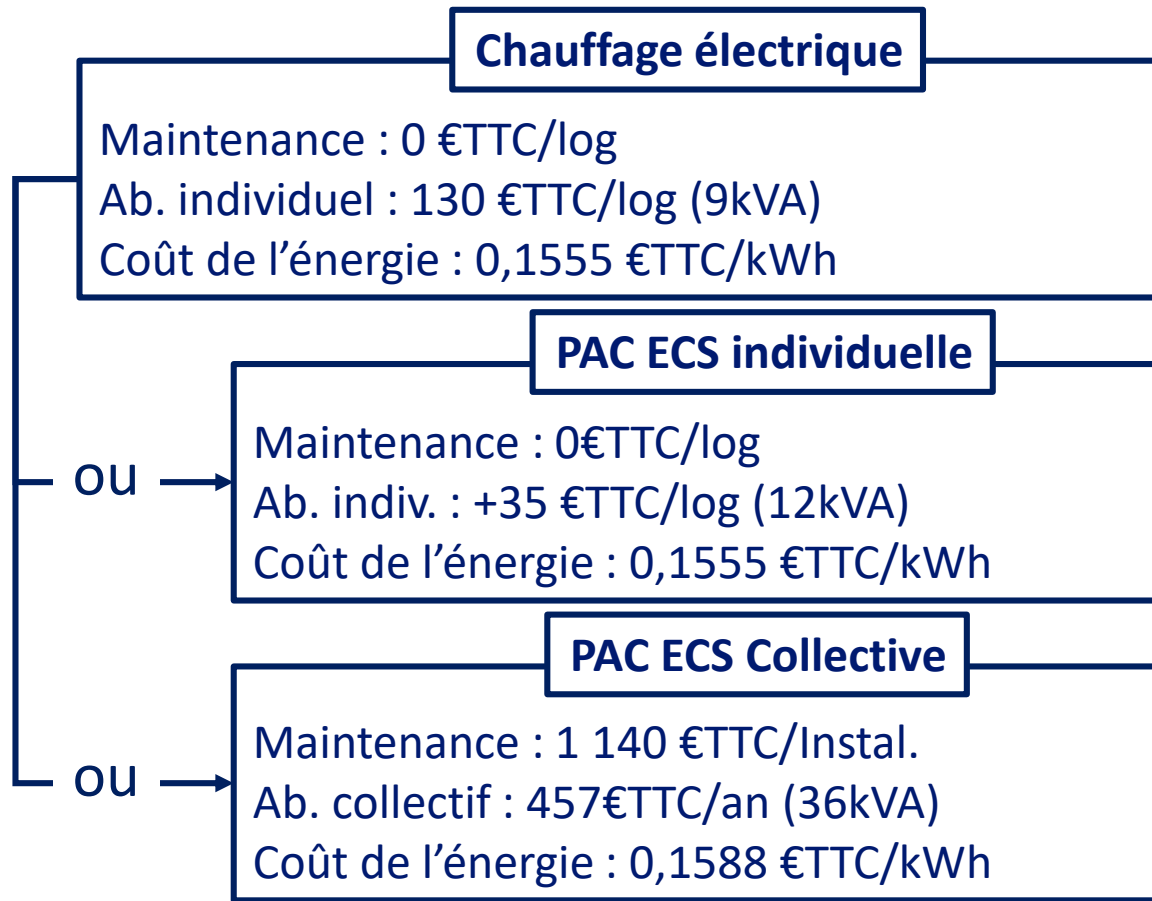 Chauffage électrique
Maintenance : 0 €TTC/log
Ab. individuel : 130 €TTC/log (9kVA)
Coût de l’énergie : 0,1555 €TTC/kWh
PAC ECS individuelle
ou
Maintenance : 0€TTC/log
Ab. indiv. : +35 €TTC/log (12kVA)
Coût de l’énergie : 0,1555 €TTC/kWh
PAC ECS Collective
ou
Maintenance : 1 140 €TTC/Instal.
Ab. collectif : 457€TTC/an (36kVA)
Coût de l’énergie : 0,1588 €TTC/kWh